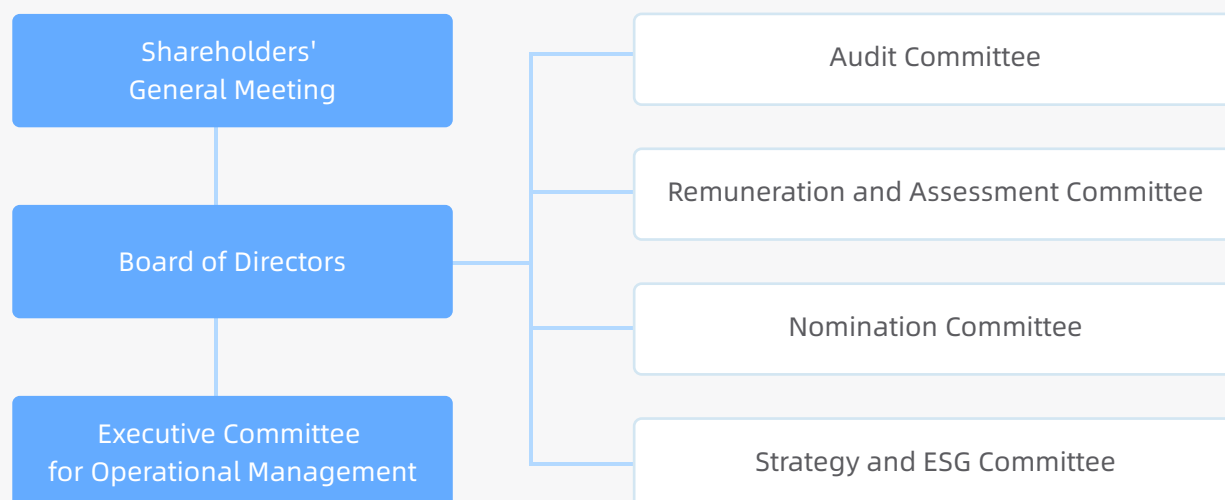 Shareholders'
General Meeting
Board of Directors
Executive Committee
for Operational Management
Audit Committee
Remuneration and Assessment Committee
Nomination Committee
Strategy and ESG Committee